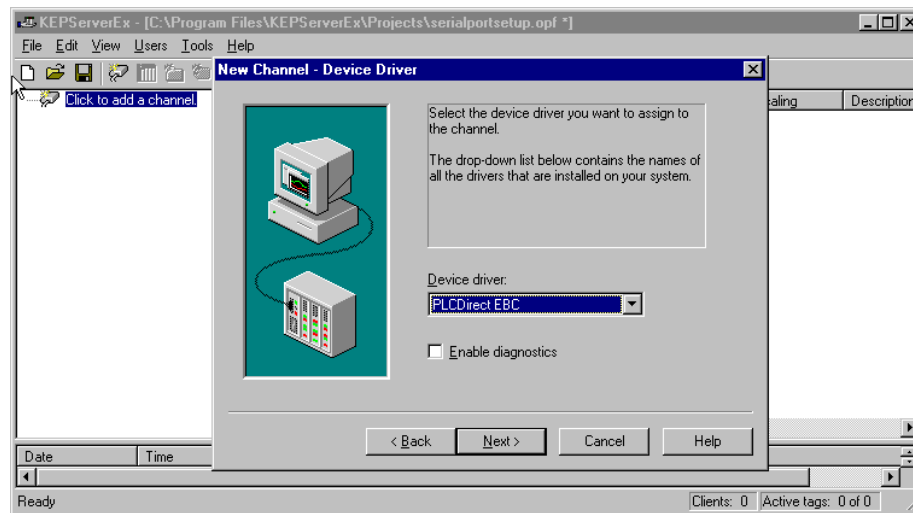 KEPServerEx - [C:\Program Files\KEPServerEx\Projects\serialportsetup.opf *]
File Edit View Users Tools Help
New Channel - Device Driver
Click to add a channel.
Description
Select the device driver you want to assign to
the channel.
The drop-down list below contains the names of
all the drivers that are installed on your system.
Device driver:
PLCDirect EBC
Enable diagnostics
< Back Next > Cancel Help
Date Time
Ready Clients: 0 Active tags: 0 of 0